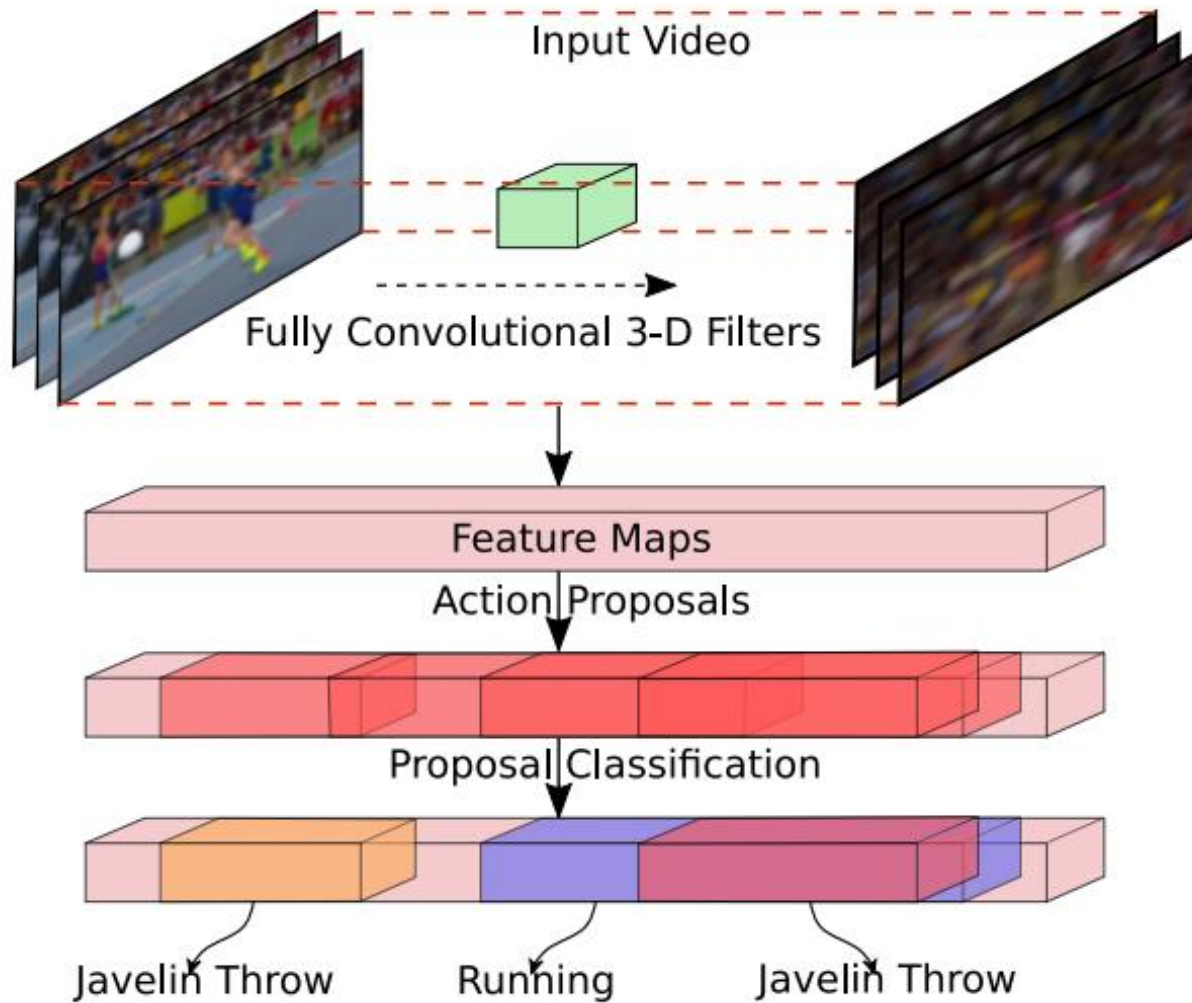 Input Video
Fully Convolutional 3-D Filters
Feature Maps
Action Proposals
Proposal Classification
Javelin Throw
Running
Javelin Throw